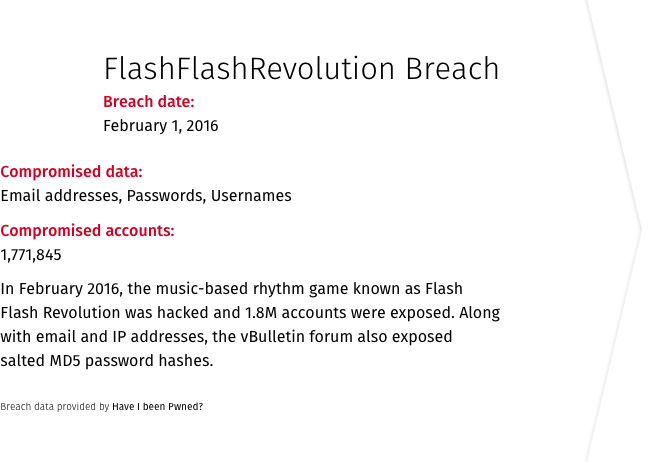 FlashFlashRevolution Breach
Breach date:
February 1, 2016
Compromised data:
Email addresses, Passwords, Usernames
Compromised accounts:
1,771,845
In February 2016, the music-based rhythm game known as Flash
Flash Revolution was hacked and 1.8M accounts were exposed. Along
with email and IP addresses, the vBulletin forum also exposed
salted MD5 password hashes.
Breach data provided by Have I been Pwned?